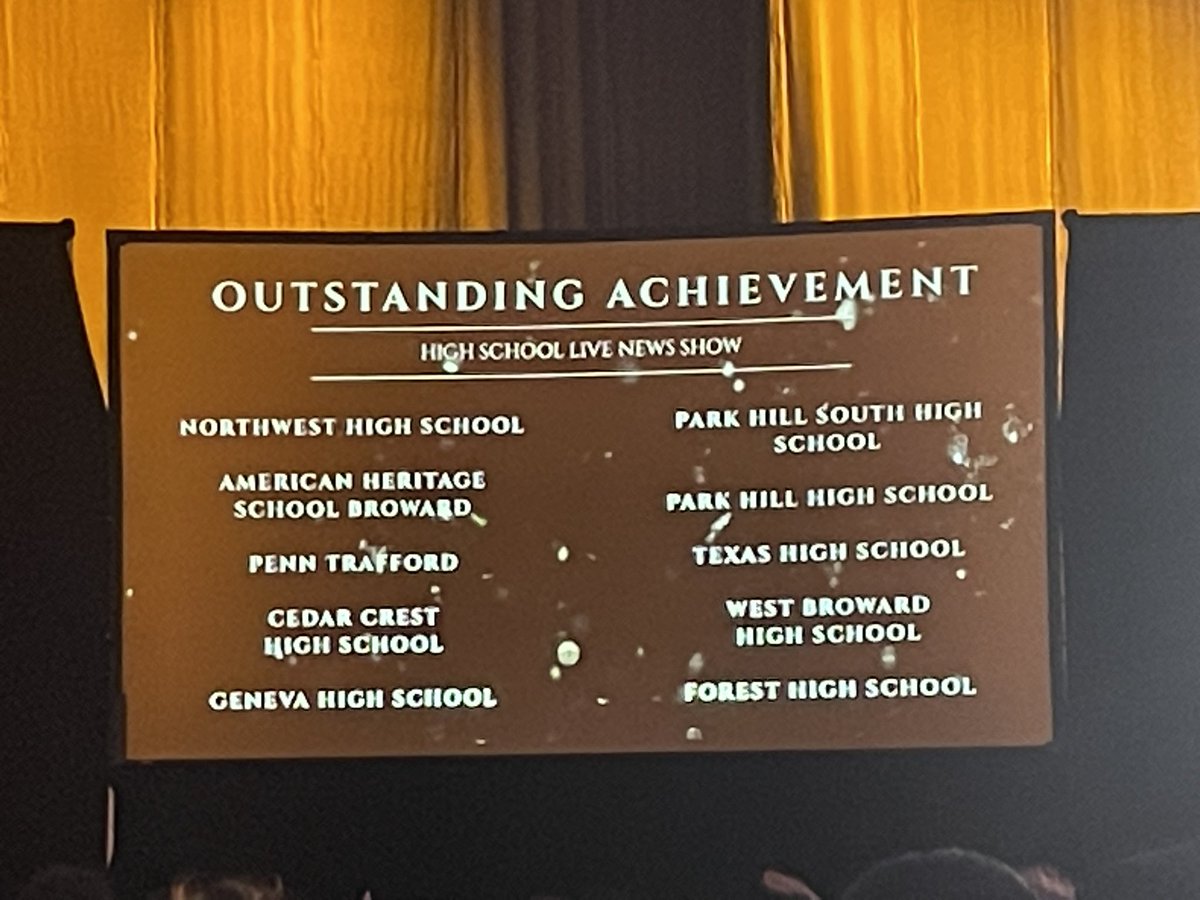 OUTSTANDING ACHIEVEMENT
HIGH SCHOOL LIVE NEWS SHOW
NORTHWEST HIGH SCHOOL
AMERICAN HERITAGE
SCHOOL BROWARD
PENN TRAFFORD
CEDAR CREST
HIGH SCHOOL
GENEVA HIGH SCHOOL
PARK HILL SOUTH HIGH
SCHOOL
PARK HILL HIGH SCHOOL
TEXAS HIGH SCHOOL
WEST BROWARD
HIGH SCHOOL
FOREST HIGH SCHOOL